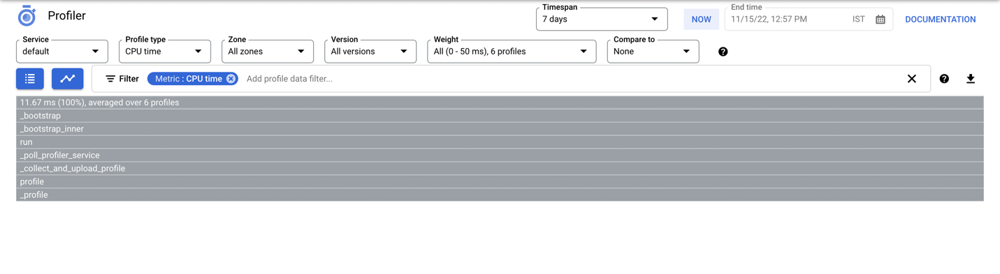 Profiler
Timespan
7 days
NOW
End time
11/15/22, 12:57 PM
IST
DOCUMENTATION
Service
default
Profile type
CPU time
Zone
All zones
Version
All versions
Weight
All (0 - 50 ms), 6 profiles
Compare to
None
Filter
Metric : CPU time
Add profile data filter...
11.67 ms (100%), averaged over 6 profiles
_bootstrap
_bootstrap_inner
run
_poll_profiler_service
_collect_and_upload_profile
profile
_profile